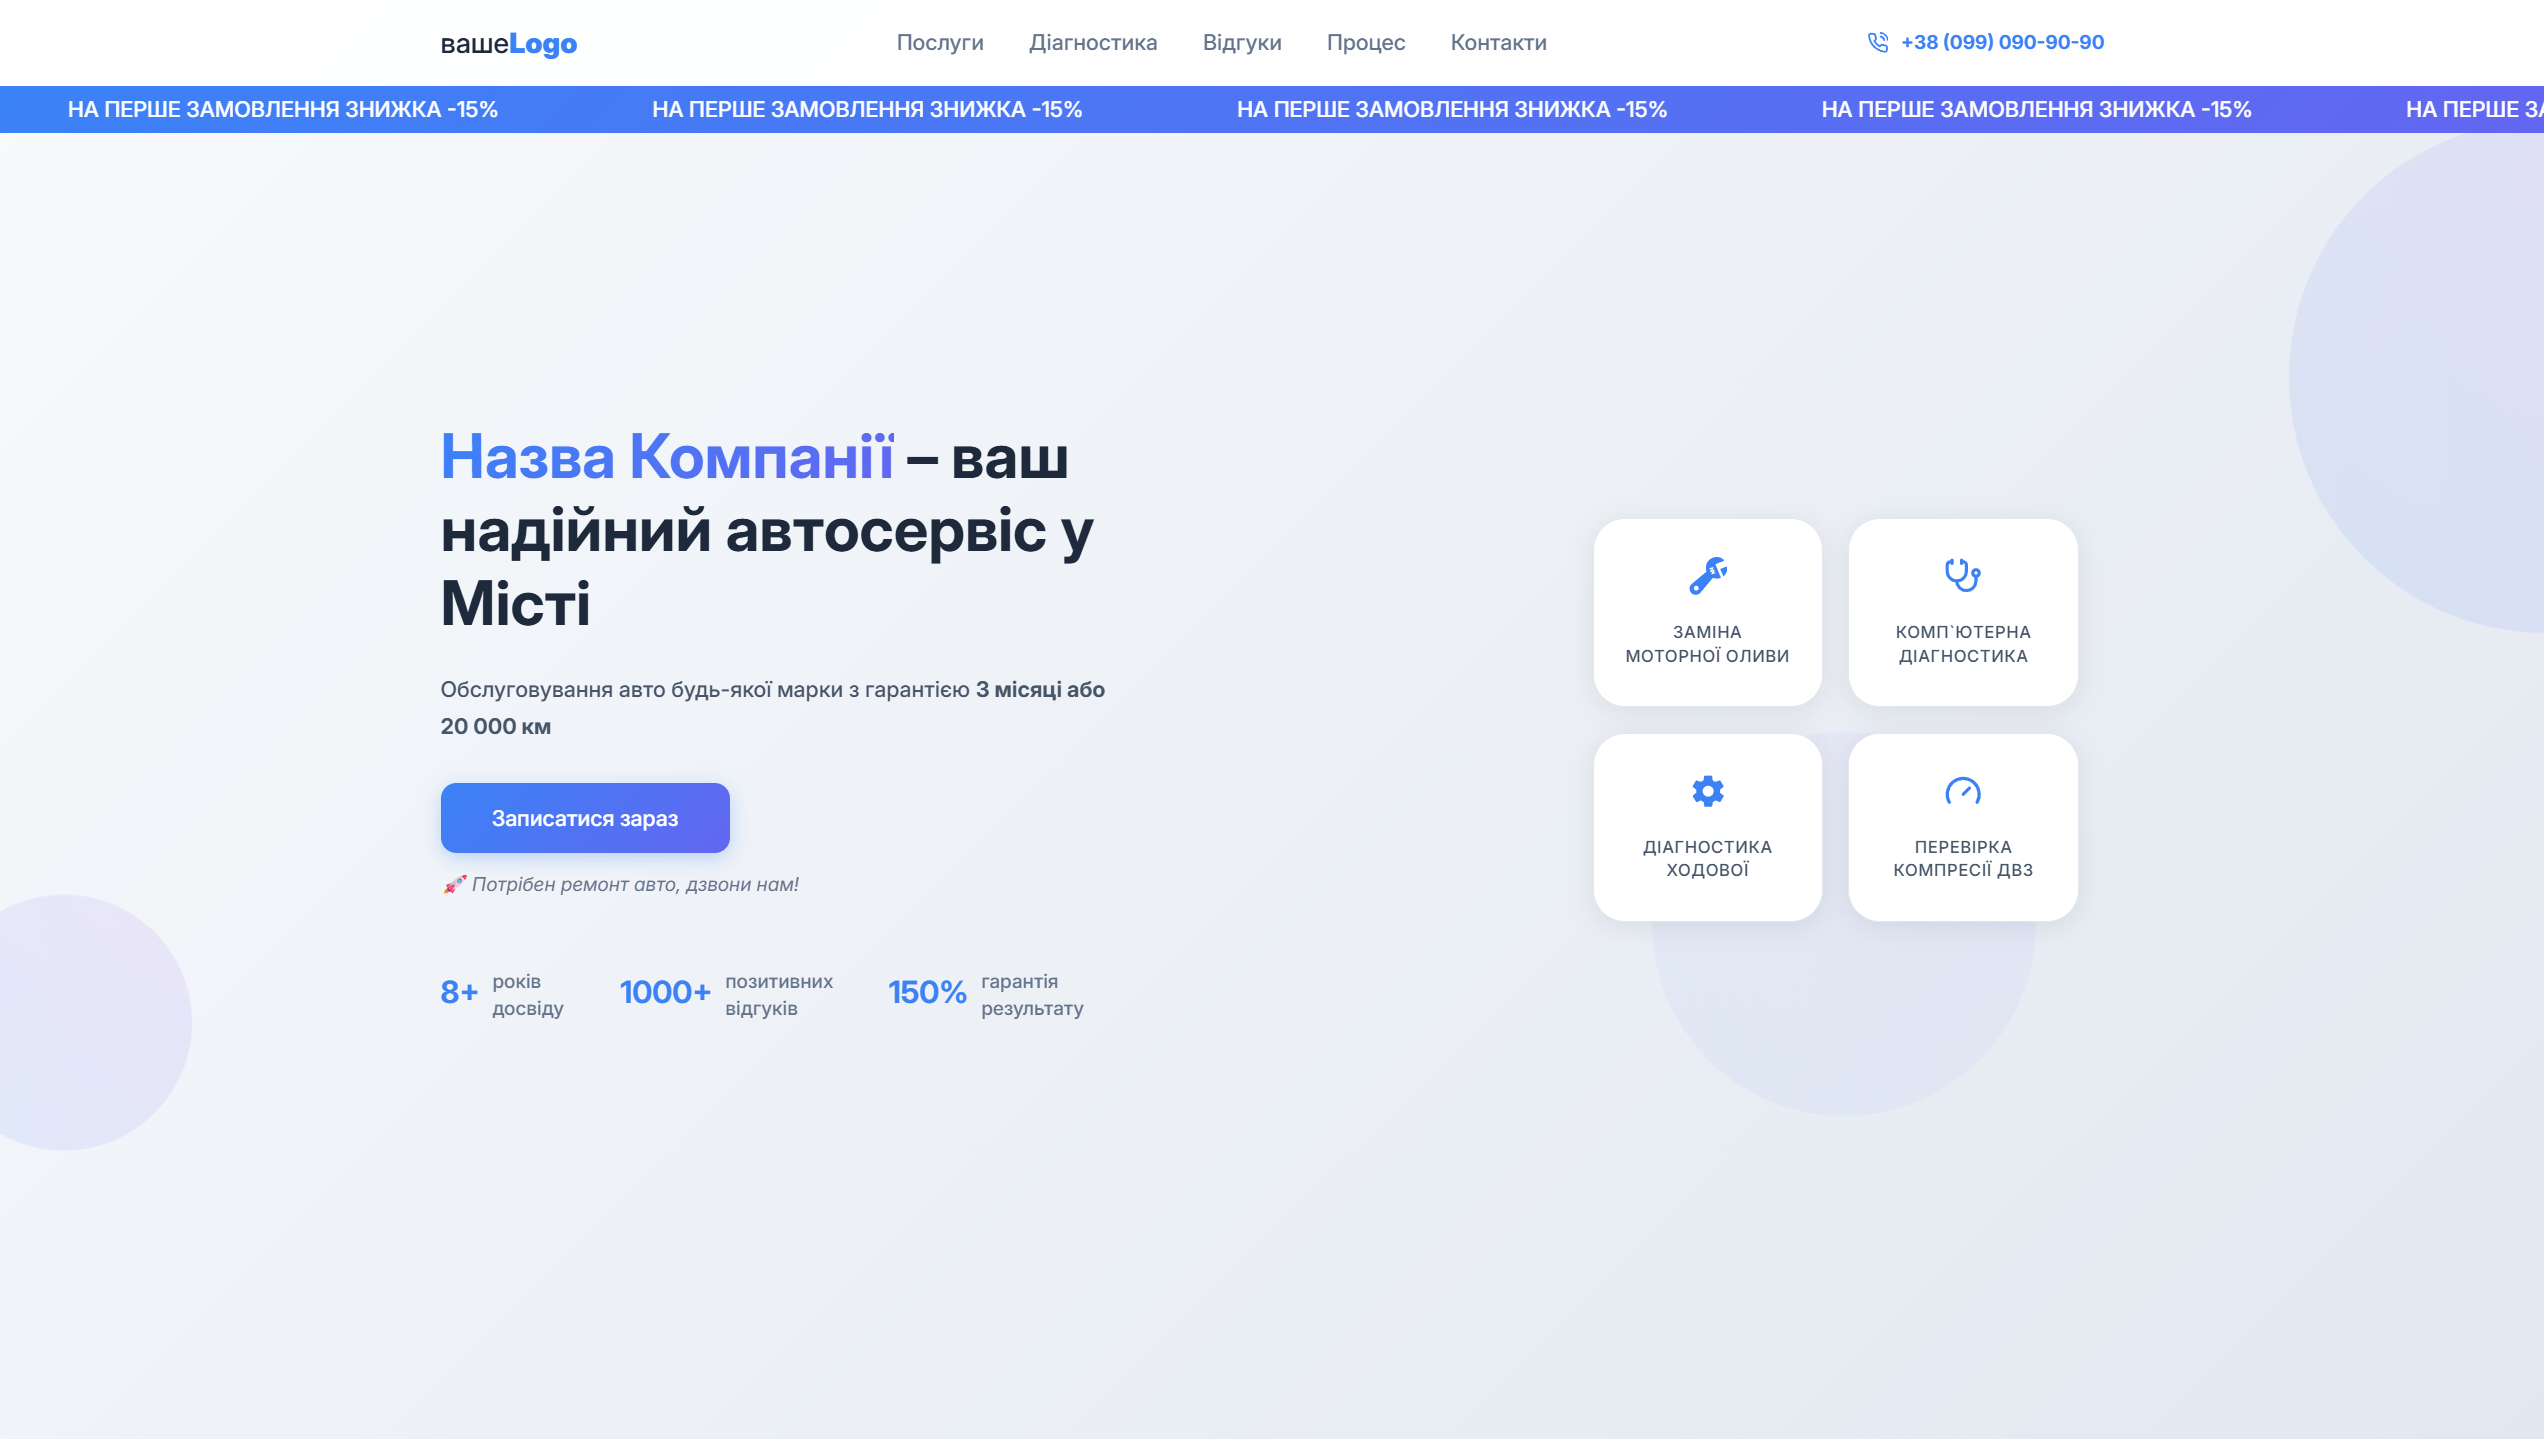 вашеLogo
Послуги Діагностика Відгуки Процес Контакти
+38 (099) 090-90-90
НА ПЕРШЕ ЗАМОВЛЕННЯ ЗНИЖКА -15% НА ПЕРШЕ ЗАМОВЛЕННЯ ЗНИЖКА -15% НА ПЕРШЕ ЗАМОВЛЕННЯ ЗНИЖКА -15% НА ПЕРШЕ ЗАМОВЛЕННЯ ЗНИЖКА -15% НА ПЕРШЕ
Назва Компанії – ваш
надійний автосервіс у
Місті
Обслуговування авто будь-якої марки з гарантією 3 місяці або
20 000 км
Записатися зараз
🚀 Потрібен ремонт авто, дзвони нам!
8+ років
досвіду
1000+ позитивних
відгуків
150% гарантія
результату
ЗАМІНА
МОТОРНОЇ ОЛИВИ
КОМП`ЮТЕРНА
ДІАГНОСТИКА
ДІАГНОСТИКА
ХОДОВОЇ
ПЕРЕВІРКА
КОМПРЕСІЇ ДВЗ